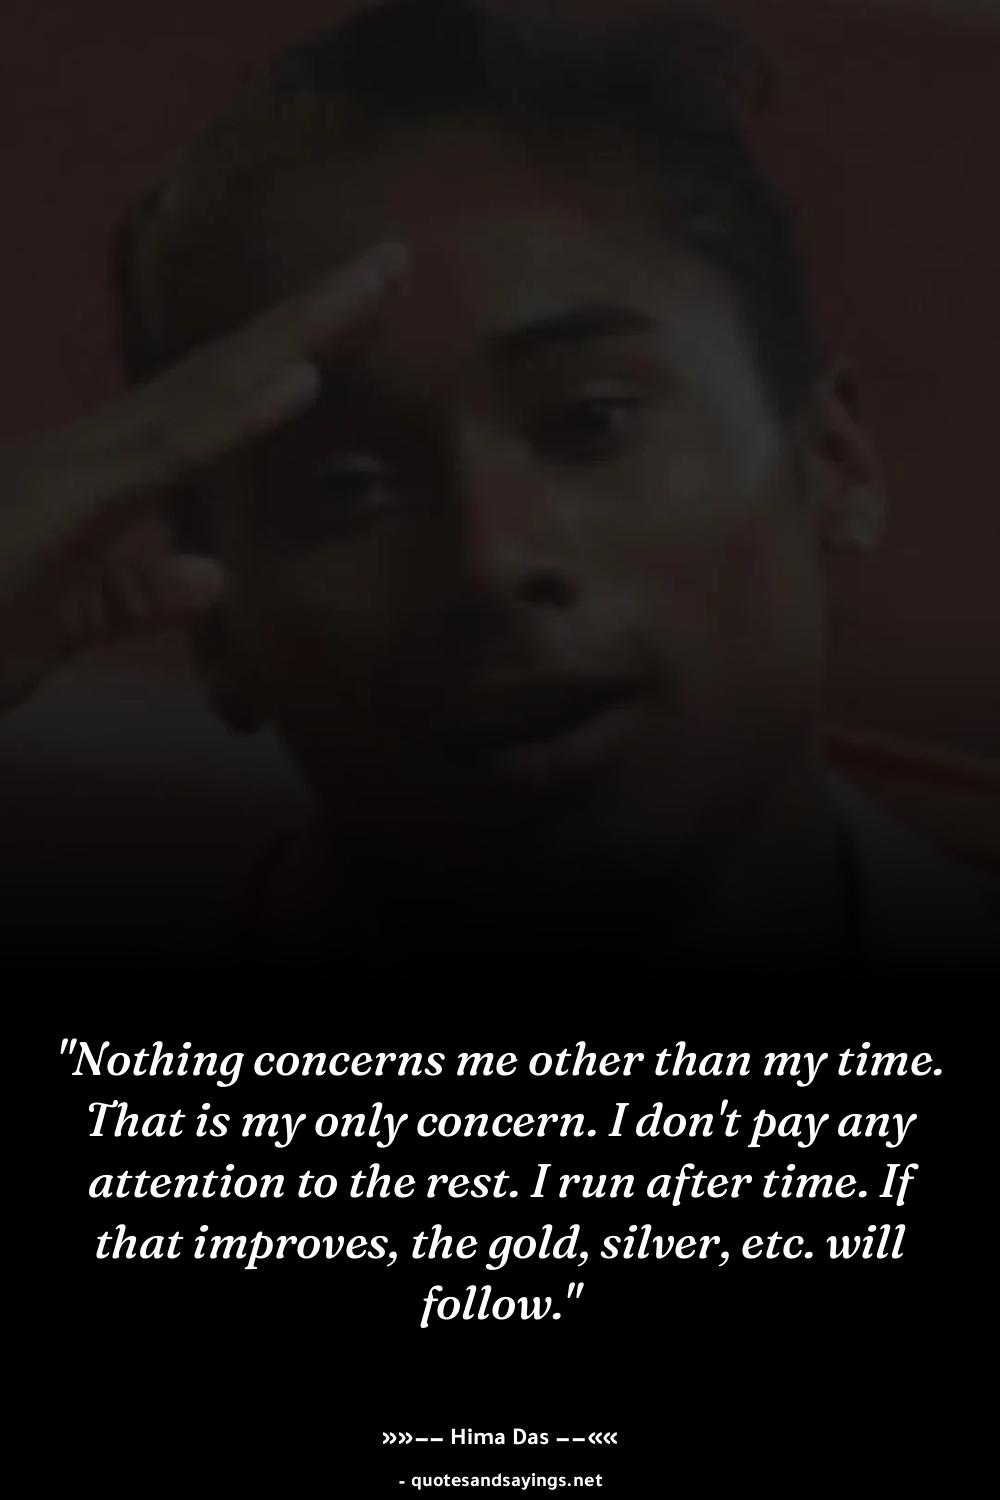 "Nothing concerns me other than my time.
That is my only concern. I don't pay any
attention to the rest. I run after time. If
that improves, the gold, silver, etc. will
follow."
»»–– Hima Das ––««
- quotesandsayings.net